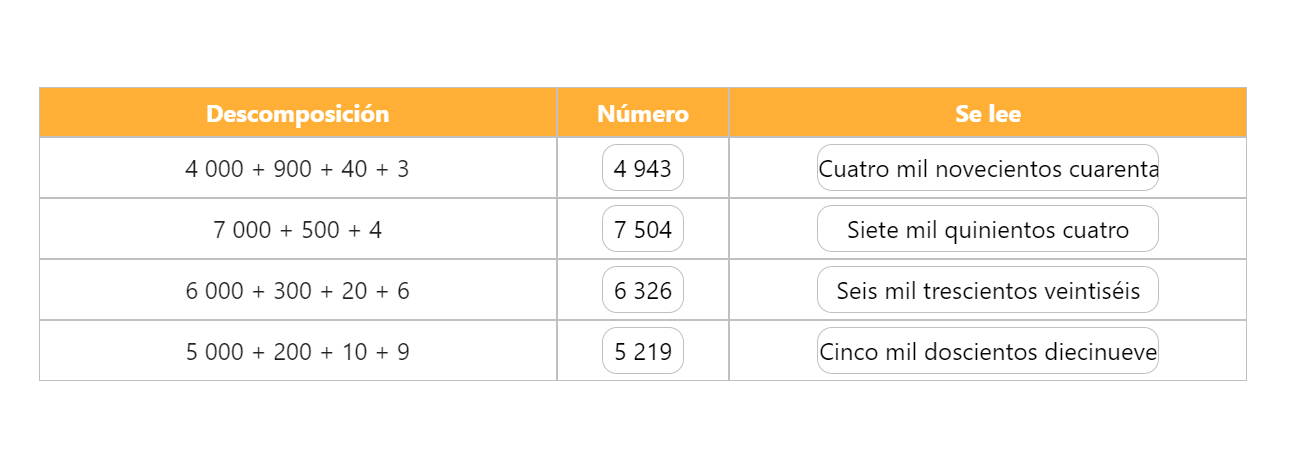 Descomposición Número Se lee
4 000 + 900 + 40 + 3 4 943 Cuatro mil novecientos cuarenta
7 000 + 500 + 4 7 504 Siete mil quinientos cuatro
6 000 + 300 + 20 + 6 6 326 Seis mil trescientos veintiséis
5 000 + 200 + 10 + 9 5 219 Cinco mil doscientos diecinueve